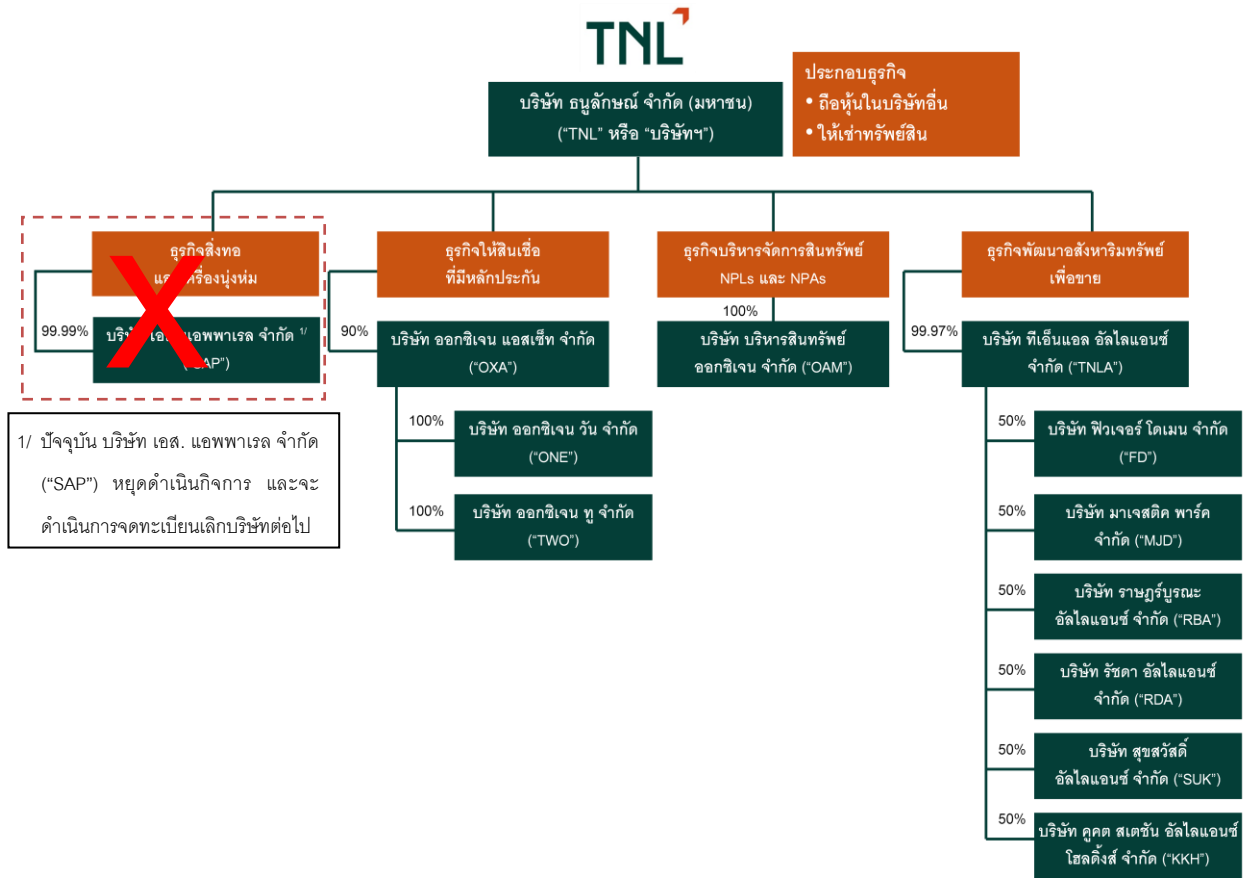 TNL
บริษัท ธนูลักษณ์ จำกัด (มหาชน)
(“TNL” หรือ “บริษัทฯ”)
ประกอบธุรกิจ
• ถือหุ้นในบริษัทอื่น
• ให้เช่าทรัพย์สิน
ธุรกิจสิ่งทอ
นุ่งห่ม
99.99%
แอพพาเรล จำกัด 1/
1/ ปัจจุบัน บริษัท เอส. แอพพาเรล จำกัด
(“SAP”) หยุดดำเนินกิจการ และจะ
ดำเนินการจดทะเบียนเลิกบริษัทต่อไป
ธุรกิจให้สินเชื่อ
ที่มีหลักประกัน
90%
บริษัท ออกซิเจน แอสเซ็ท จำกัด
(“OXA”)
100%
บริษัท ออกซิเจน วัน จำกัด
(“ONE”)
100%
บริษัท ออกซิเจน ทู จำกัด
(“TWO”)
ธุรกิจบริหารจัดการสินทรัพย์
NPLs และ NPAs
100%
บริษัท บริหารสินทรัพย์
ออกซิเจน จำกัด (“OAM”)
ธุรกิจพัฒนาอสังหาริมทรัพย์
เพื่อขาย
99.97%
บริษัท ทีเอ็นแอล อัลไลแอนซ์
จำกัด (“TNLA”)
50%
บริษัท ฟิวเจอร์ โดเมน จำกัด
(“FD”)
50%
บริษัท มาเจสติค พาร์ค
จำกัด (“MJD”)
50%
บริษัท ราษฎร์บูรณะ
อัลไลแอนซ์ จำกัด (“RBA”)
50%
บริษัท รัชดา อัลไลแอนซ์
จำกัด (“RDA”)
50%
บริษัท สุขสวัสดิ์
อัลไลแอนซ์ จำกัด (“SUK”)
50%
บริษัท คูคต สเตชัน อัลไลแอนซ์
โฮลดิ้งส์ จำกัด (“KKH”)